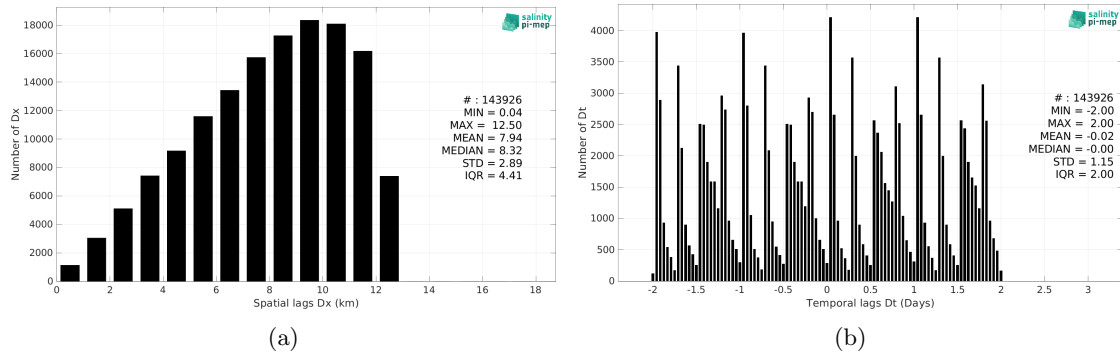 salinity
pi-mep
18000
16000
14000
12000
10000
8000
6000
4000
2000
0
Number of Dx
# : 143926
MIN = 0.04
MAX = 12.50
MEAN = 7.94
MEDIAN = 8.32
STD = 2.89
IQR = 4.41
0 2 4 6 8 10 12 14 16 18
Spatial lags Dx (km)
(a)
salinity
pi-mep
4000
3500
3000
2500
2000
1500
1000
500
0
Number of Dt
# : 143926
MIN = -2.00
MAX = 2.00
MEAN = -0.02
MEDIAN = -0.00
STD = 1.15
IQR = 2.00
-2 -1.5 -1 -0.5 0 0.5 1 1.5 2 2.5 3
Temporal lags Dt (Days)
(b)